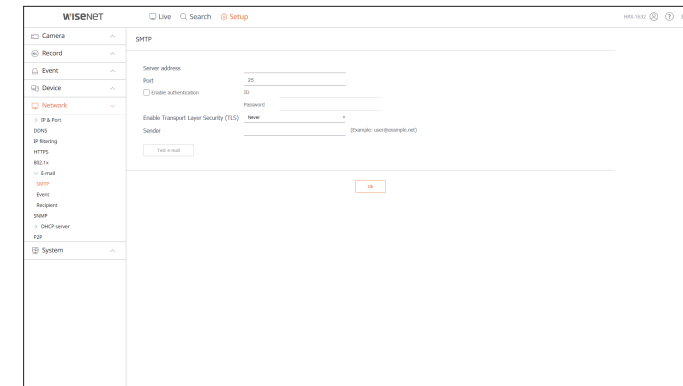 WISENET
Live Search Setup
HRX-1632
Camera
Record
Event
Device
Network
IP & Port
DDNS
IP filtering
HTTPS
802.1x
E-mail
SMTP
Event
Recipient
SNMP
DHCP server
P2P
System
SMTP
Server address
Port 25
Enable authentication ID
Password
Enable Transport Layer Security (TLS) Never
Sender (Example: user@example.net)
Test e-mail
Ok